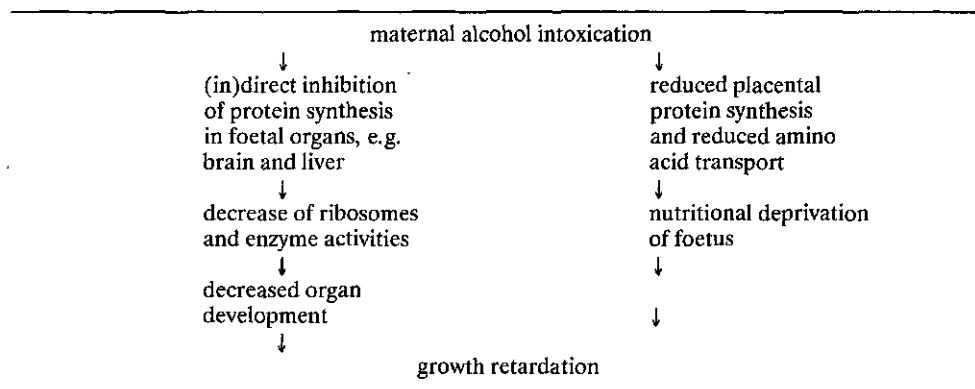 maternal alcohol intoxication
↓ ↓
(in)direct inhibition reduced placental
of protein synthesis protein synthesis
in foetal organs, e.g. and reduced amino
brain and liver acid transport
↓ ↓
decrease of ribosomes nutritional deprivation
and enzyme activities of foetus
↓ ↓
decreased organ
development ↓
↓
growth retardation